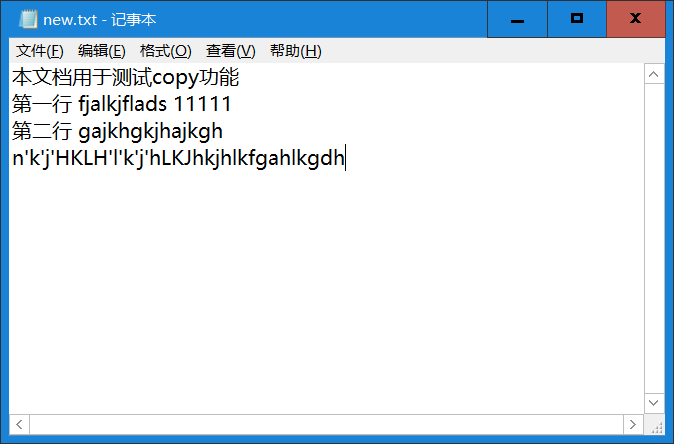 new.txt - 记事本
文件(F) 编辑(E) 格式(O) 查看(V) 帮助(H)
本文档用于测试copy功能
第一行 fjalkjflads 11111
第二行 gajkhgkjhajkgh
n'k'j'HKLH'l'k'j'hLKJhkjhlkfgahlkgdh